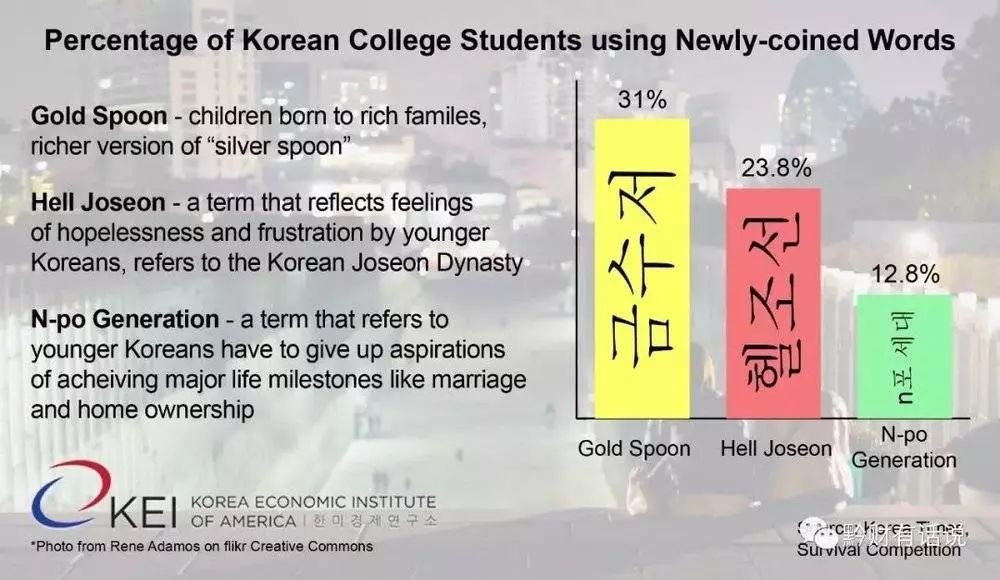 Percentage of Korean College Students using Newly-coined Words
Gold Spoon - children born to rich familes,
richer version of “silver spoon”
Hell Joseon - a term that reflects feelings
of hopelessness and frustration by younger
Koreans, refers to the Korean Joseon Dynasty
N-po Generation - a term that refers to
younger Koreans have to give up aspirations
of acheiving major life milestones like marriage
and home ownership
31%
23.8%
12.8%
금수저
헬조선
n포 세대
Gold Spoon
Hell Joseon
N-po
Generation
KEI
KOREA ECONOMIC INSTITUTE
OF AMERICA | 한미경제연구소
*Photo from Rene Adamos on flikr Creative Commons
Source: Korea Times,
Survival Competition
黔财有话说